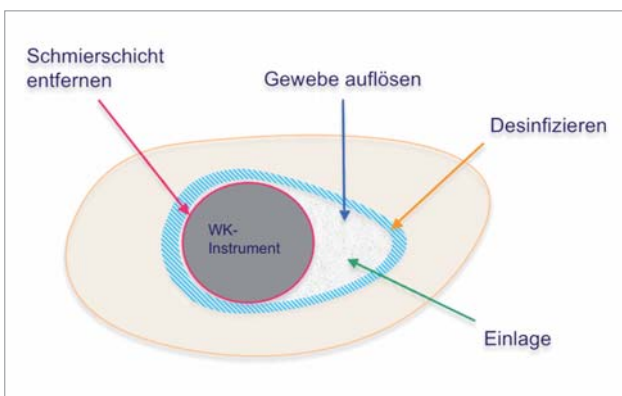 Schmierschicht
entfernen
Gewebe auflösen
Desinfizieren
WK-
Instrument
Einlage